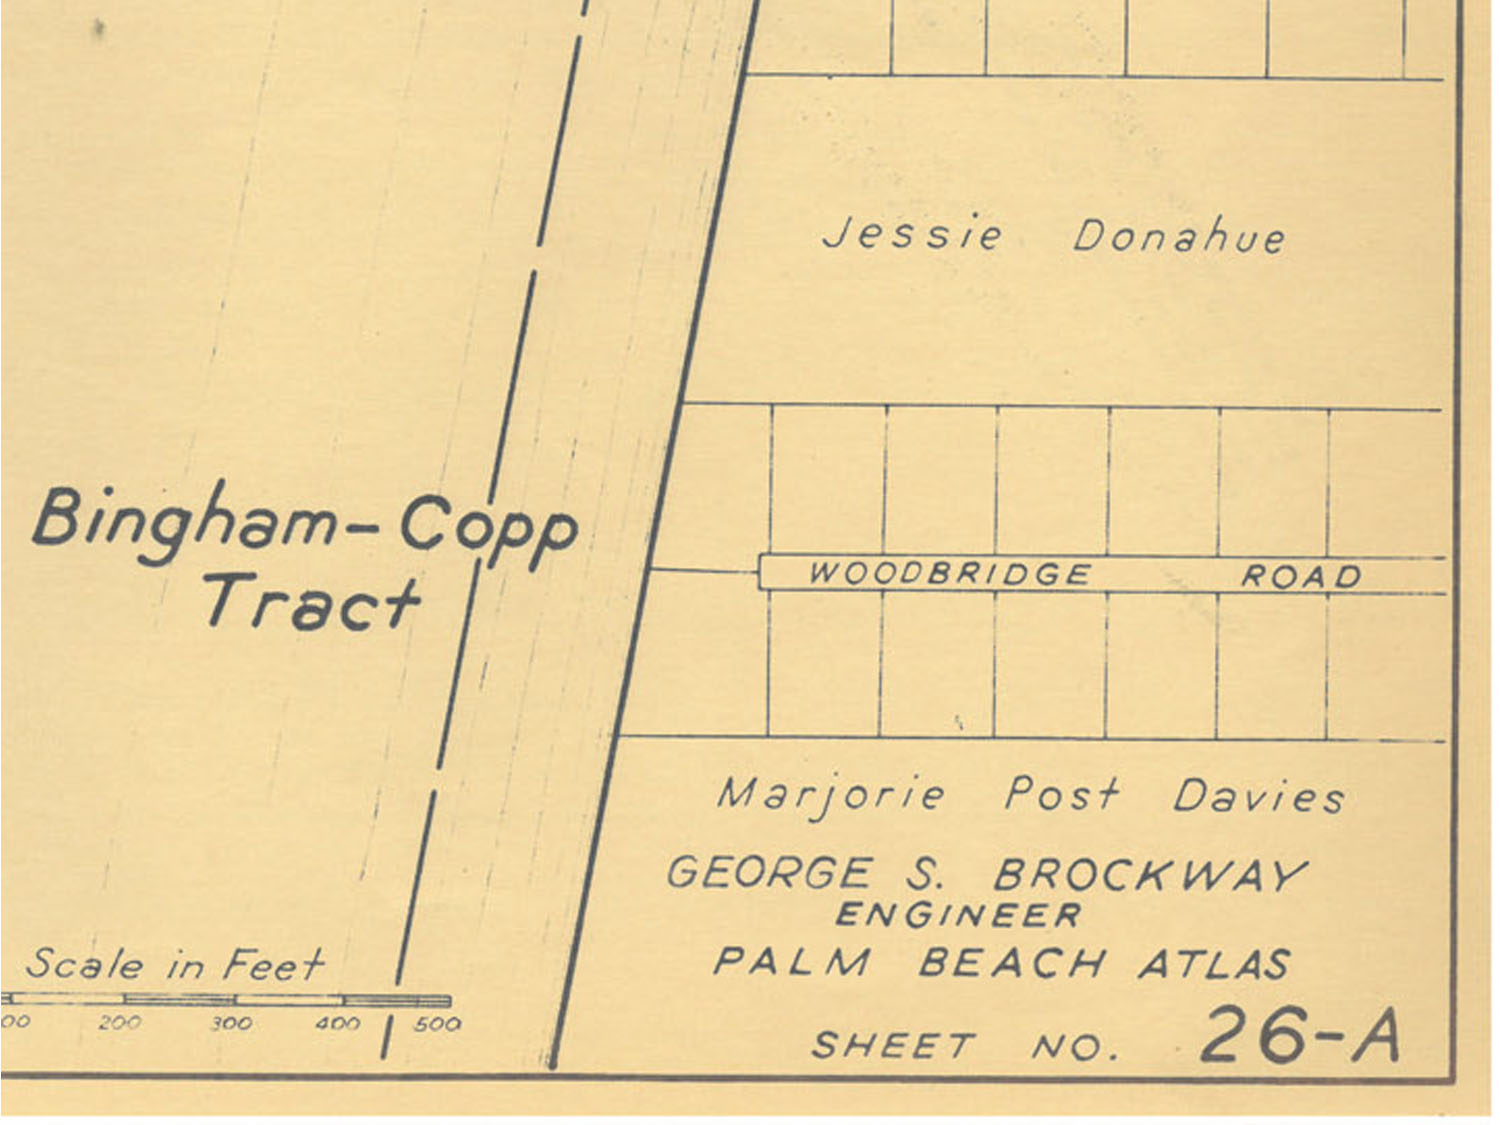 Jessie Donahue
Bingham-Copp
Tract
WOODBRIDGE ROAD
Marjorie Post Davies
GEORGE S. BROCKWAY
ENGINEER
PALM BEACH ATLAS
SHEET NO. 26-A
Scale in Feet
00 200 300 400 500